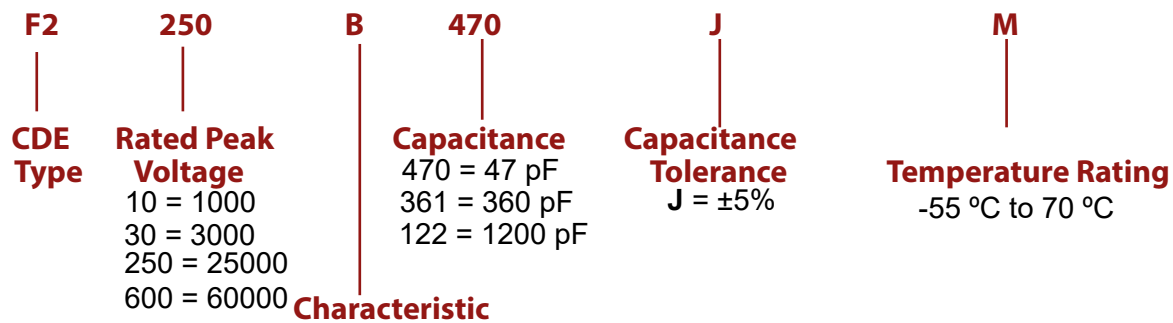 F2 250 B 470 J M
CDE Type
Rated Peak Voltage
10 = 1000
30 = 3000
250 = 25000
600 = 60000
Characteristic
Capacitance
470 = 47 pF
361 = 360 pF
122 = 1200 pF
Capacitance Tolerance
J = ±5%
Temperature Rating
-55 ºC to 70 ºC